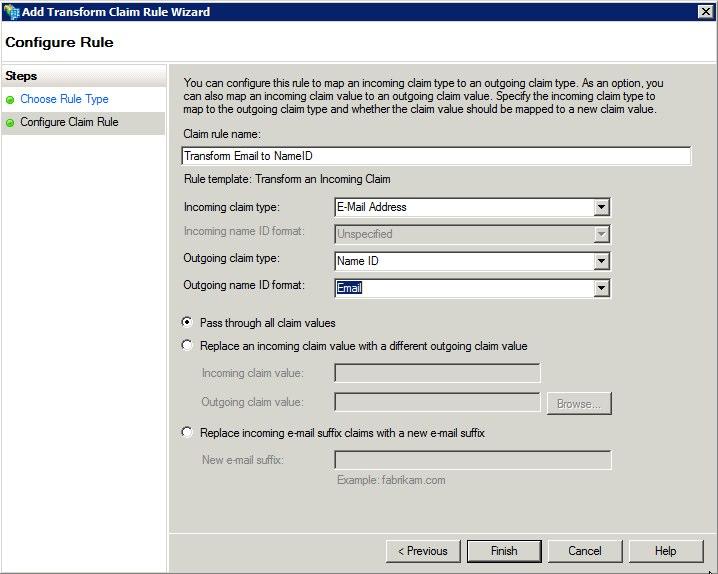 Add Transform Claim Rule Wizard
Configure Rule
Steps
Choose Rule Type
Configure Claim Rule
You can configure this rule to map an incoming claim type to an outgoing claim type. As an option, you
can also map an incoming claim value to an outgoing claim value. Specify the incoming claim type to
map to the outgoing claim type and whether the claim value should be mapped to a new claim value.
Claim rule name:
Transform Email to NameID
Rule template: Transform an Incoming Claim
Incoming claim type: E-Mail Address
Incoming name ID format: Unspecified
Outgoing claim type: Name ID
Outgoing name ID format: Email
Pass through all claim values
Replace an incoming claim value with a different outgoing claim value
Incoming claim value:
Outgoing claim value: Browse...
Replace incoming e-mail suffix claims with a new e-mail suffix
New e-mail suffix:
Example: fabrikam.com
< Previous Finish Cancel Help